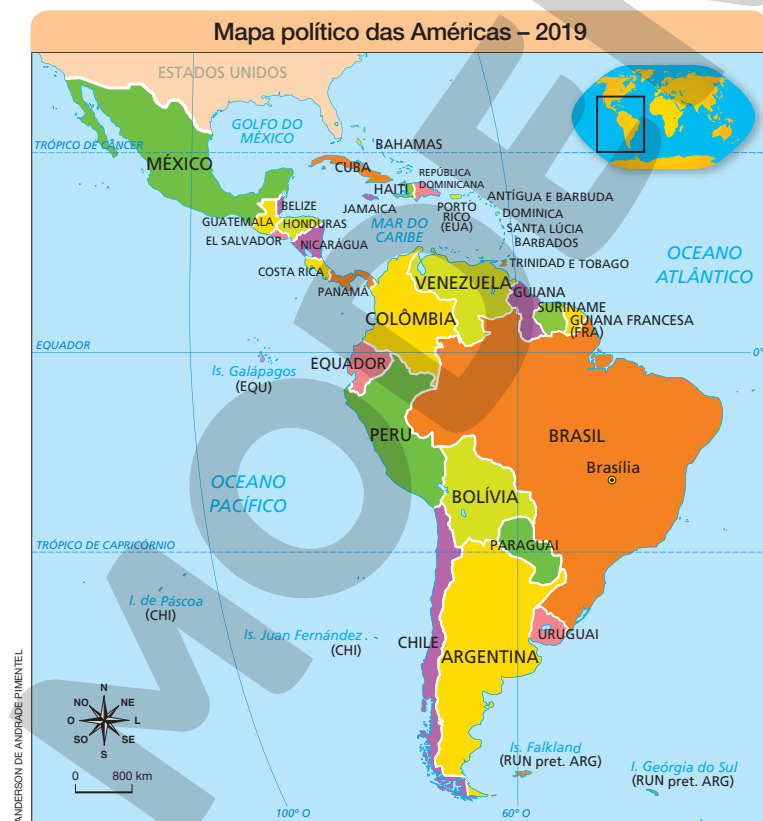 Mapa político das Américas – 2019
ESTADOS UNIDOS
GOLFO DO
MÉXICO
TRÓPICO DE CÂNCER
BAHAMAS
MÉXICO
CUBA
REPÚBLICA
DOMINICANA
HAITI
JAMAICA
PORTO
RICO
(EUA)
ANTÍGUA E BARBUDA
DOMINICA
SANTA LÚCIA
BARBADOS
BELIZE
GUATEMALA
HONDURAS
MAR DO
CARIBE
EL SALVADOR
NICARÁGUA
OCEANO
ATLÂNTICO
TRINIDAD E TOBAGO
COSTA RICA
PANAMÁ
VENEZUELA
GUIANA
SURINAME
GUIANA FRANCESA
(FRA)
COLÔMBIA
EQUADOR
0°
Is. Galápagos
(EQU)
EQUADOR
PERU
BRASIL
Brasília
OCEANO
PACÍFICO
BOLÍVIA
TRÓPICO DE CAPRICÓRNIO
PARAGUAI
I. de Páscoa
(CHI)
Is. Juan Fernández
(CHI)
CHILE
URUGUAI
ARGENTINA
N
NO
NE
O
L
SO
SE
S
0
800 km
Is. Falkland
(RUN pret. ARG)
I. Geórgia do Sul
(RUN pret. ARG)
100° O
60° O
ANDERSON DE ANDRADE PIMENTEL
MODE